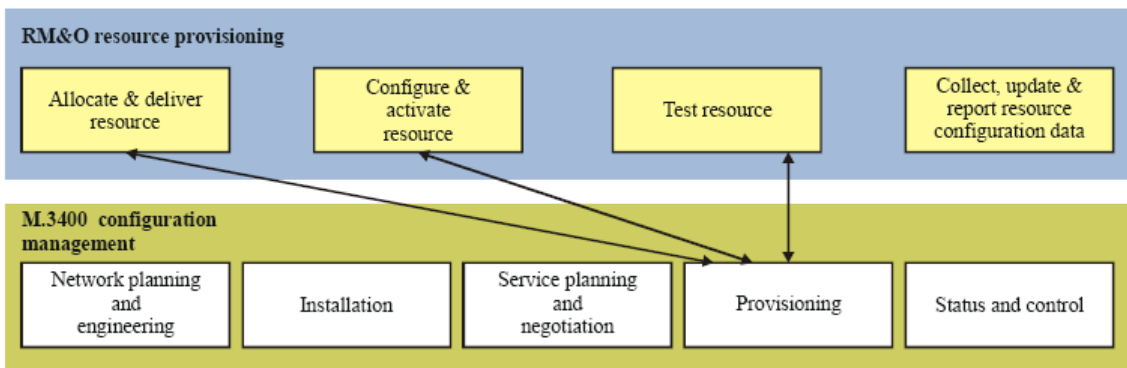 RM&O resource provisioning
Allocate & deliver
resource
Configure &
activate
resource
Test resource
Collect, update &
report resource
configuration data
M.3400 configuration
management
Network planning
and
engineering
Installation
Service planning
and
negotiation
Provisioning
Status and control